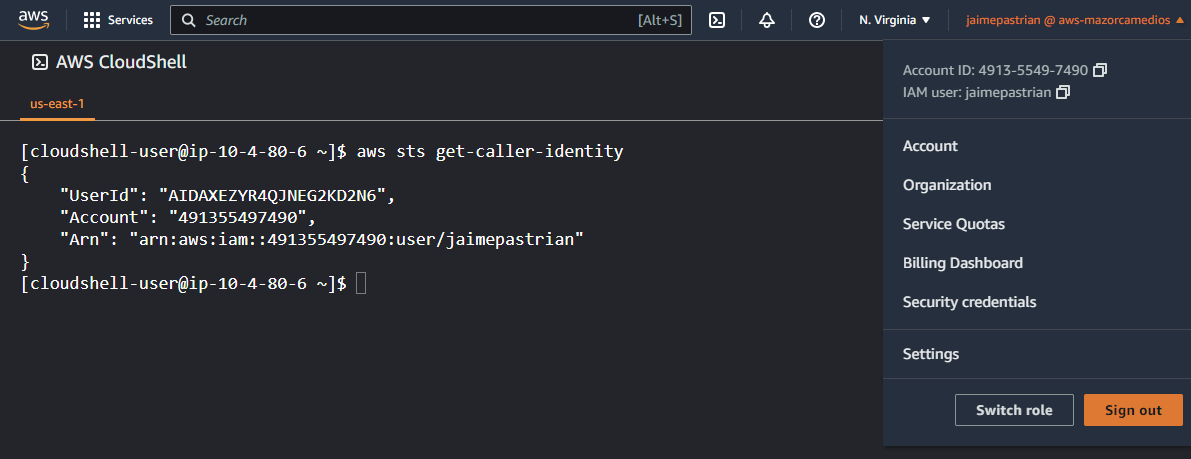 aws Services Search [Alt+S] N. Virginia jaimepastrian @ aws-mazorcamedios
AWS CloudShell
us-east-1
[cloudshell-user@ip-10-4-80-6 ~]$ aws sts get-caller-identity
{
    "UserId": "AIDAXEZYR4QJNEG2KD2N6",
    "Account": "491355497490",
    "Arn": "arn:aws:iam::491355497490:user/jaimepastrian"
}
[cloudshell-user@ip-10-4-80-6 ~]$
Account ID: 4913-5549-7490
IAM user: jaimepastrian
Account
Organization
Service Quotas
Billing Dashboard
Security credentials
Settings
Switch role Sign out